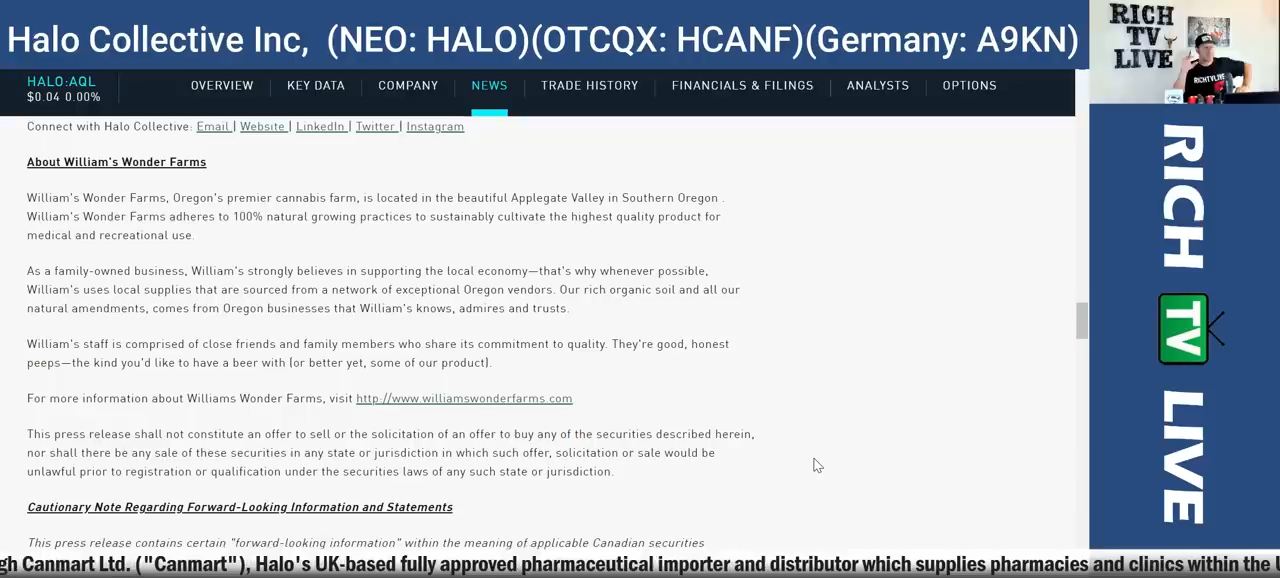 Halo Collective Inc, (NEO: HALO)(OTCQX: HCANF)(Germany: A9KN)
RICH
TV
LIVE
RICHTVLIVE
HALO:AQL
$0.04 0.00%
OVERVIEW KEY DATA COMPANY NEWS TRADE HISTORY FINANCIALS & FILINGS ANALYSTS OPTIONS
Connect with Halo Collective: Email | Website | LinkedIn | Twitter | Instagram
About William's Wonder Farms
William's Wonder Farms, Oregon's premier cannabis farm, is located in the beautiful Applegate Valley in Southern Oregon .
William's Wonder Farms adheres to 100% natural growing practices to sustainably cultivate the highest quality product for
medical and recreational use.
As a family-owned business, William's strongly believes in supporting the local economy—that's why whenever possible,
William's uses local supplies that are sourced from a network of exceptional Oregon vendors. Our rich organic soil and all our
natural amendments, comes from Oregon businesses that William's knows, admires and trusts.
William's staff is comprised of close friends and family members who share its commitment to quality. They're good, honest
peeps—the kind you'd like to have a beer with (or better yet, some of our product).
For more information about Williams Wonder Farms, visit http://www.williamswonderfarms.com
This press release shall not constitute an offer to sell or the solicitation of an offer to buy any of the securities described herein,
nor shall there be any sale of these securities in any state or jurisdiction in which such offer, solicitation or sale would be
unlawful prior to registration or qualification under the securities laws of any such state or jurisdiction.
Cautionary Note Regarding Forward-Looking Information and Statements
This press release contains certain "forward-looking information" within the meaning of applicable Canadian securities
RICH TV LIVE
gh Canmart Ltd. ("Canmart"), Halo's UK-based fully approved pharmaceutical importer and distributor which supplies pharmacies and clinics within the